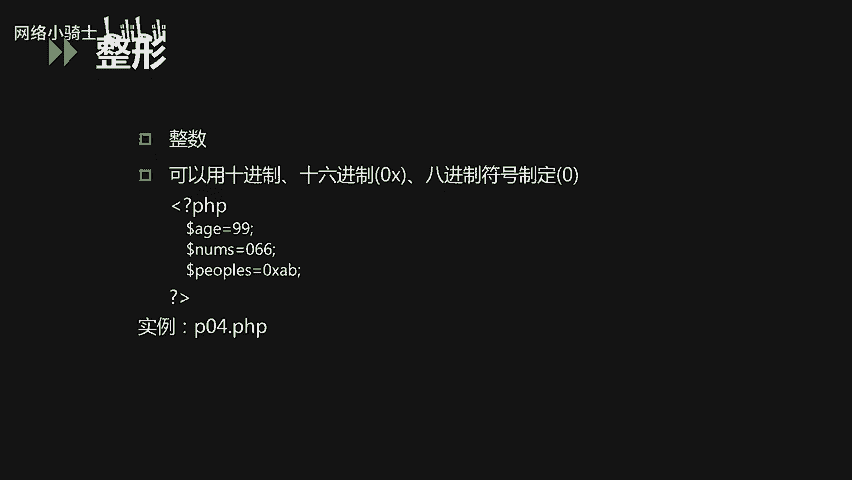 网络小骑士
整形
整数
可以用十进制、十六进制(0x)、八进制符号制定(0)
<?php
$age=99;
$nums=066;
$peoples=0xab;
?>
实例：p04.php